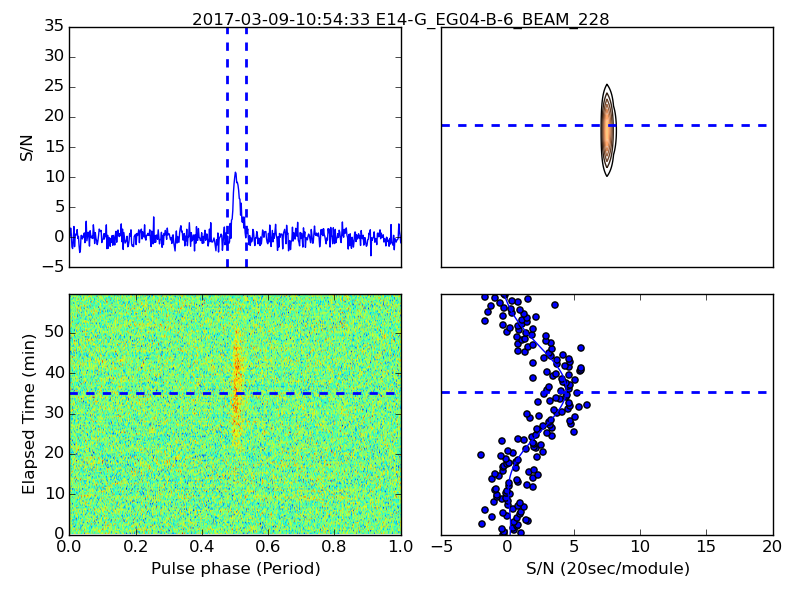 2017-03-09-10:54:33 E14-G_EG04-B-6_BEAM_228
35
30
25
20
15
10
5
0
−5
S/N
50
40
30
20
10
0
Elapsed Time (min)
0.0 0.2 0.4 0.6 0.8 1.0
Pulse phase (Period)
−5 0 5 10 15 20
S/N (20sec/module)